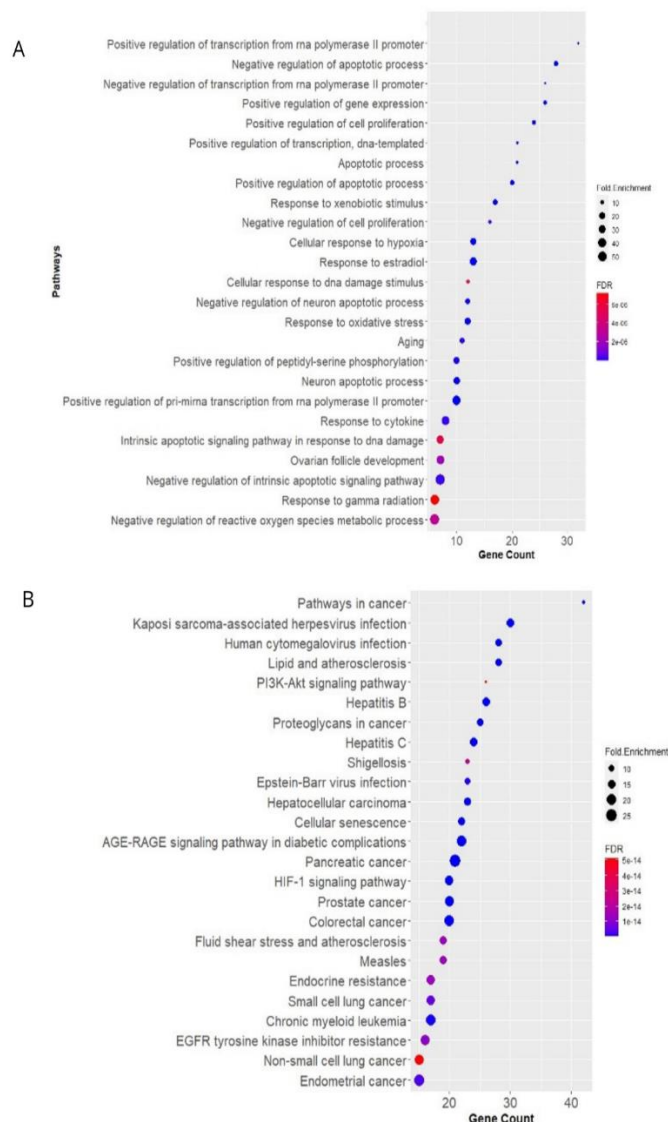 A
Positive regulation of transcription from rna polymerase II promoter
Negative regulation of apoptotic process
Negative regulation of transcription from rna polymerase II promoter
Positive regulation of gene expression
Positive regulation of cell proliferation
Positive regulation of transcription, dna-templated
Apoptotic process
Positive regulation of apoptotic process
Response to xenobiotic stimulus
Negative regulation of cell proliferation
Cellular response to hypoxia
Response to estradiol
Cellular response to dna damage stimulus
Negative regulation of neuron apoptotic process
Response to oxidative stress
Aging
Positive regulation of peptidyl-serine phosphorylation
Neuron apoptotic process
Positive regulation of pri-mirna transcription from rna polymerase II promoter
Response to cytokine
Intrinsic apoptotic signaling pathway in response to dna damage
Ovarian follicle development
Negative regulation of intrinsic apoptotic signaling pathway
Response to gamma radiation
Negative regulation of reactive oxygen species metabolic process
Pathways
10 20 30
Gene Count
Fold.Enrichment
10
20
30
40
50
FDR
6e-06
4e-06
2e-06
B
Pathways in cancer
Kaposi sarcoma-associated herpesvirus infection
Human cytomegalovirus infection
Lipid and atherosclerosis
PI3K-Akt signaling pathway
Hepatitis B
Proteoglycans in cancer
Hepatitis C
Shigellosis
Epstein-Barr virus infection
Hepatocellular carcinoma
Cellular senescence
AGE-RAGE signaling pathway in diabetic complications
Pancreatic cancer
HIF-1 signaling pathway
Prostate cancer
Colorectal cancer
Fluid shear stress and atherosclerosis
Measles
Endocrine resistance
Small cell lung cancer
Chronic myeloid leukemia
EGFR tyrosine kinase inhibitor resistance
Non-small cell lung cancer
Endometrial cancer
20 30 40
Gene Count
Fold.Enrichment
10
15
20
25
FDR
5e-14
4e-14
3e-14
2e-14
1e-14